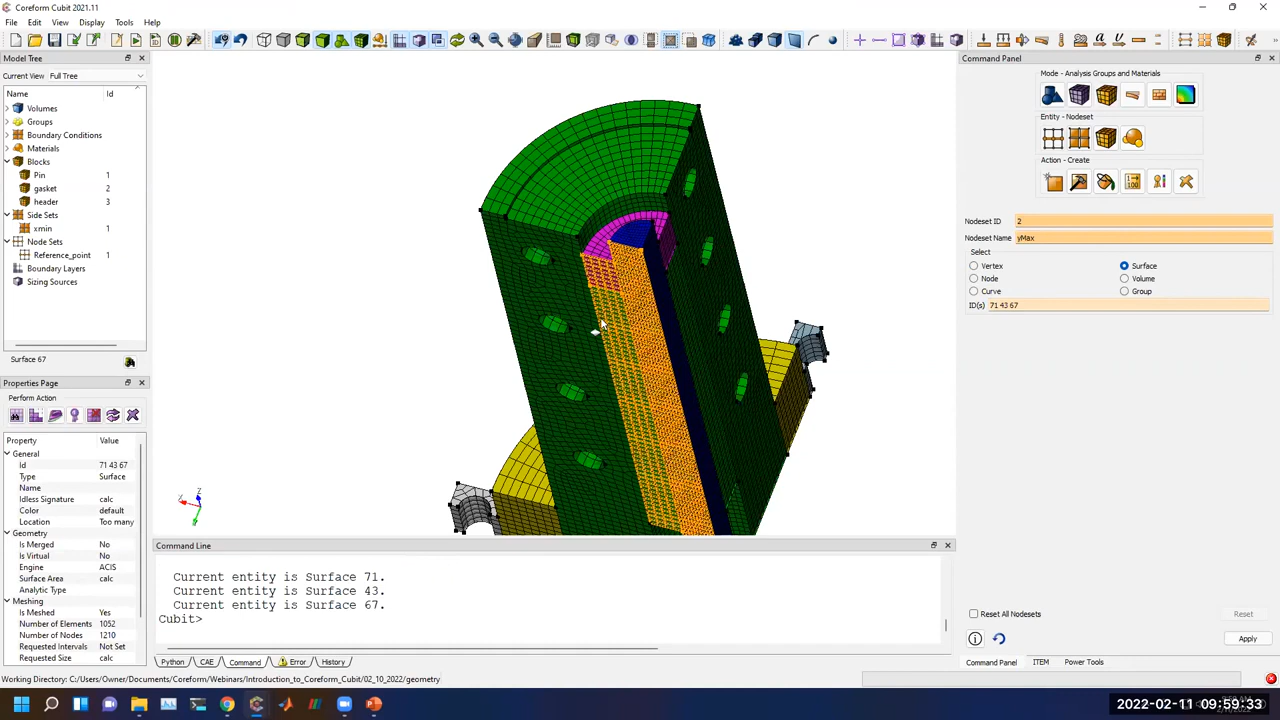 Coreform Cubit 2021.11
File Edit View Display Tools Help
Model Tree
Current View Full Tree
Name Id
Volumes
Groups
Boundary Conditions
Materials
Blocks
Pin 1
gasket 2
header 3
Side Sets
xmin 1
Node Sets
Reference_point 1
Boundary Layers
Sizing Sources
Surface 67
Properties Page
Perform Action
Property Value
General
Id 71 43 67
Type Surface
Name
Idless Signature calc
Color default
Location Too many
Geometry
Is Merged No
Is Virtual No
Engine ACIS
Surface Area calc
Analytic Type
Meshing
Is Meshed Yes
Number of Elements 1052
Number of Nodes 1210
Requested Intervals Not Set
Requested Size calc
X
Z
Command Line
Current entity is Surface 71.
Current entity is Surface 43.
Current entity is Surface 67.
Cubit>
Python CAE Command Error History
Command Panel
Mode - Analysis Groups and Materials
Entity - Nodeset
Action - Create
Nodeset ID 2
Nodeset Name yMax
Select
Vertex Surface
Node Volume
Curve Group
ID(s) 71 43 67
Reset All Nodesets Reset
Apply
Command Panel ITEM Power Tools
Working Directory: C:/Users/Owner/Documents/Coreform/Webinars/Introduction_to_Coreform_Cubit/02_10_2022/geometry
2022-02-11 09:59:33